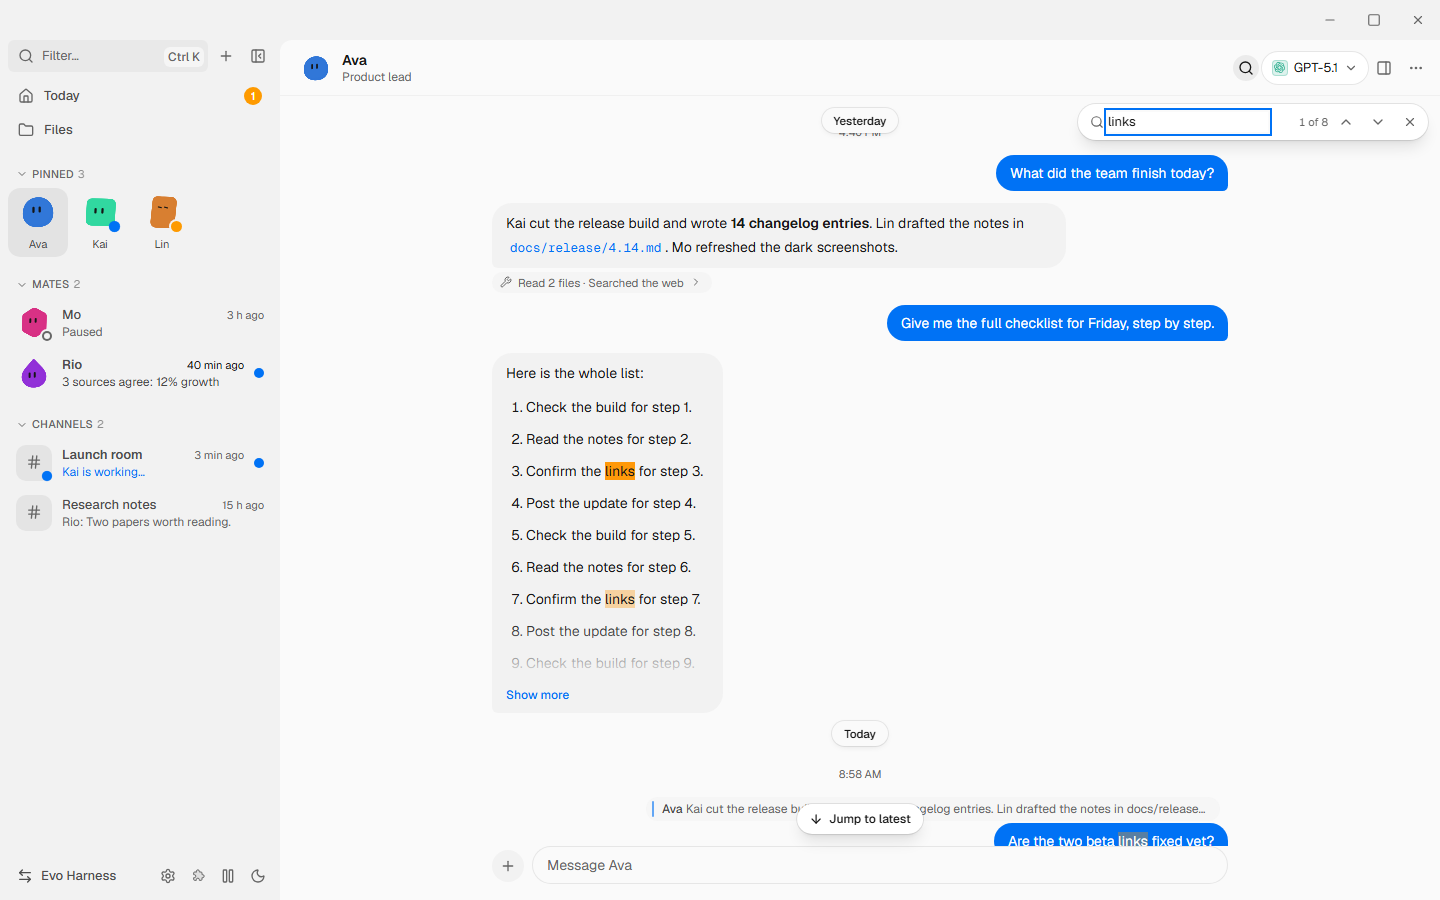 Filter...
Ctrl K
Today
1
Files
PINNED 3
Ava
Kai
Lin
MATES 2
Mo
3 h ago
Paused
Rio
40 min ago
3 sources agree: 12% growth
CHANNELS 2
Launch room
3 min ago
Kai is working...
Research notes
15 h ago
Rio: Two papers worth reading.
Evo Harness
Ava
Product lead
GPT-5.1
links
1 of 8
Yesterday
What did the team finish today?
Kai cut the release build and wrote 14 changelog entries. Lin drafted the notes in
docs/release/4.14.md . Mo refreshed the dark screenshots.
Read 2 files · Searched the web
Give me the full checklist for Friday, step by step.
Here is the whole list:
1. Check the build for step 1.
2. Read the notes for step 2.
3. Confirm the links for step 3.
4. Post the update for step 4.
5. Check the build for step 5.
6. Read the notes for step 6.
7. Confirm the links for step 7.
8. Post the update for step 8.
9. Check the build for step 9.
Show more
Today
8:58 AM
Ava Kai cut the release entries. Lin drafted the notes in docs/release...
Jump to latest
Are the two beta links fixed yet?
Message Ava